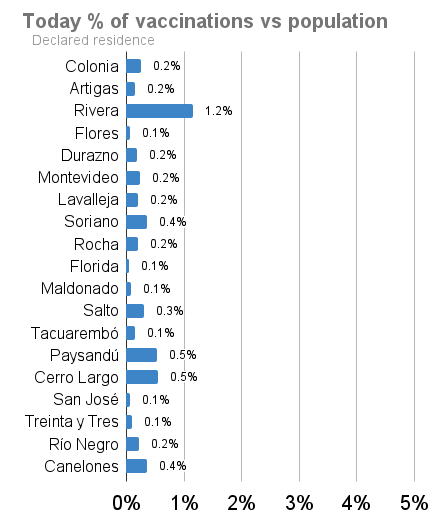 Today % of vaccinations vs population
Declared residence
Colonia 0.2%
Artigas 0.2%
Rivera 1.2%
Flores 0.1%
Durazno 0.2%
Montevideo 0.2%
Lavalleja 0.2%
Soriano 0.4%
Rocha 0.2%
Florida 0.1%
Maldonado 0.1%
Salto 0.3%
Tacuarembó 0.1%
Paysandú 0.5%
Cerro Largo 0.5%
San José 0.1%
Treinta y Tres 0.1%
Río Negro 0.2%
Canelones 0.4%
0% 1% 2% 3% 4% 5%